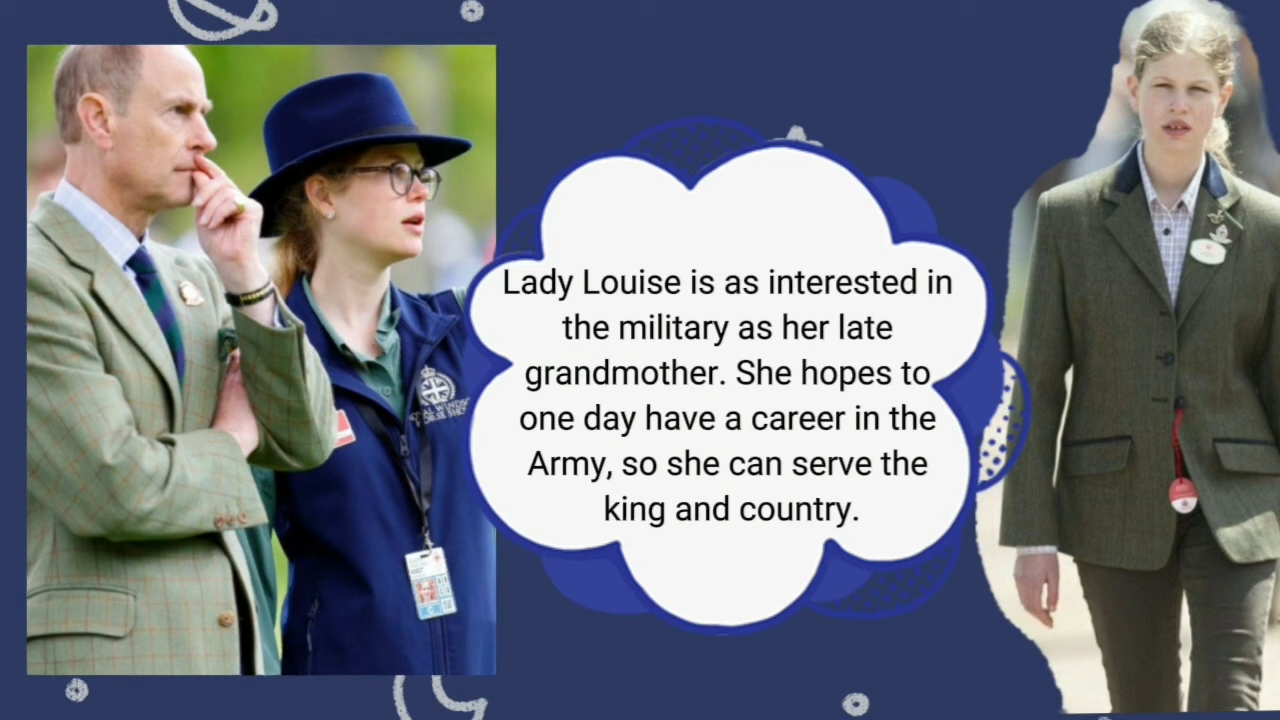 Lady Louise is as interested in
the military as her late
grandmother. She hopes to
one day have a career in the
Army, so she can serve the
king and country.